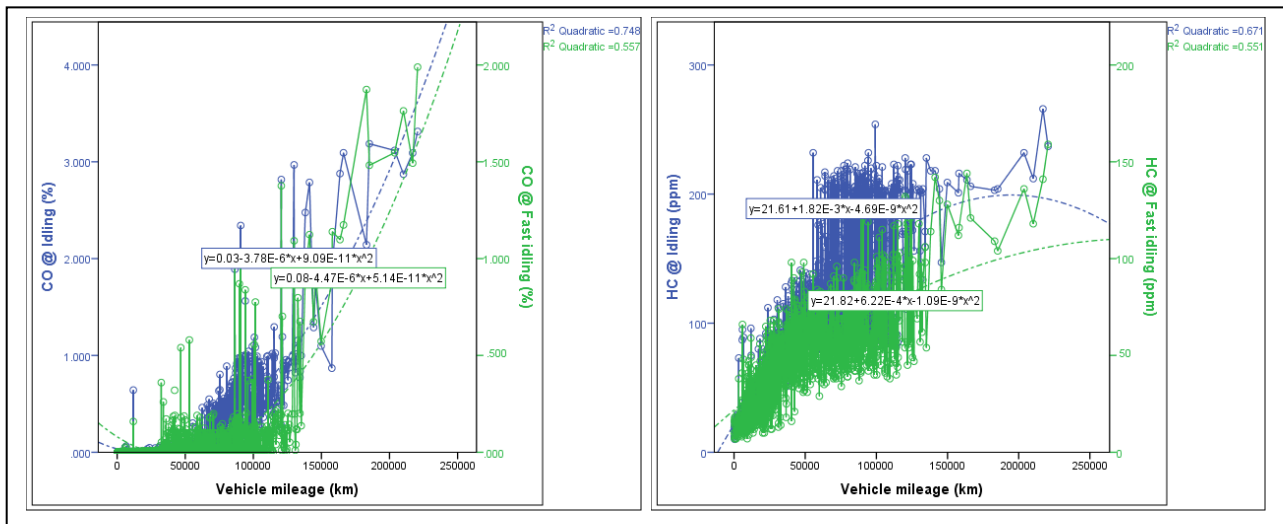 R² Quadratic =0.748
R² Quadratic =0.557
4.000
3.000
2.000
1.000
.000
CO @ Idling (%)
y=0.03-3.78E-6*x+9.09E-11*x^2
y=0.08-4.47E-6*x+5.14E-11*x^2
2.000
1.500
1.000
.500
.000
CO @ Fast idling (%)
0 50000 100000 150000 200000 250000
Vehicle mileage (km)
R² Quadratic =0.671
R² Quadratic =0.551
300
200
100
0
HC @ Idling (ppm)
y=21.61+1.82E-3*x-4.69E-9*x^2
y=21.82+6.22E-4*x-1.09E-9*x^2
200
150
100
50
0
HC @ Fast idling (ppm)
0 50000 100000 150000 200000 250000
Vehicle mileage (km)